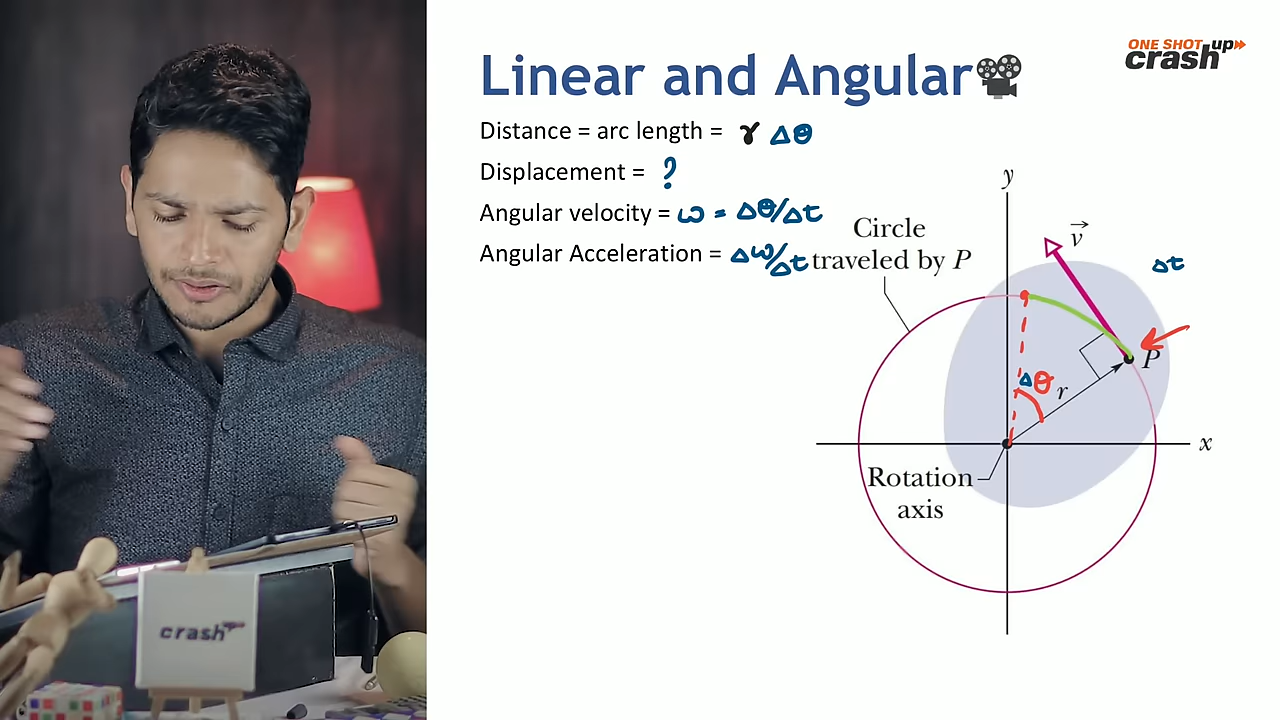 Linear and Angular
ONE SHOT
crash up
Distance = arc length = r Δθ
Displacement = ?
Angular velocity = ω = Δθ/Δt
Angular Acceleration = Δω/Δt
y
Circle
traveled by P
v
Δt
P
Δθ
r
x
Rotation
axis
crash